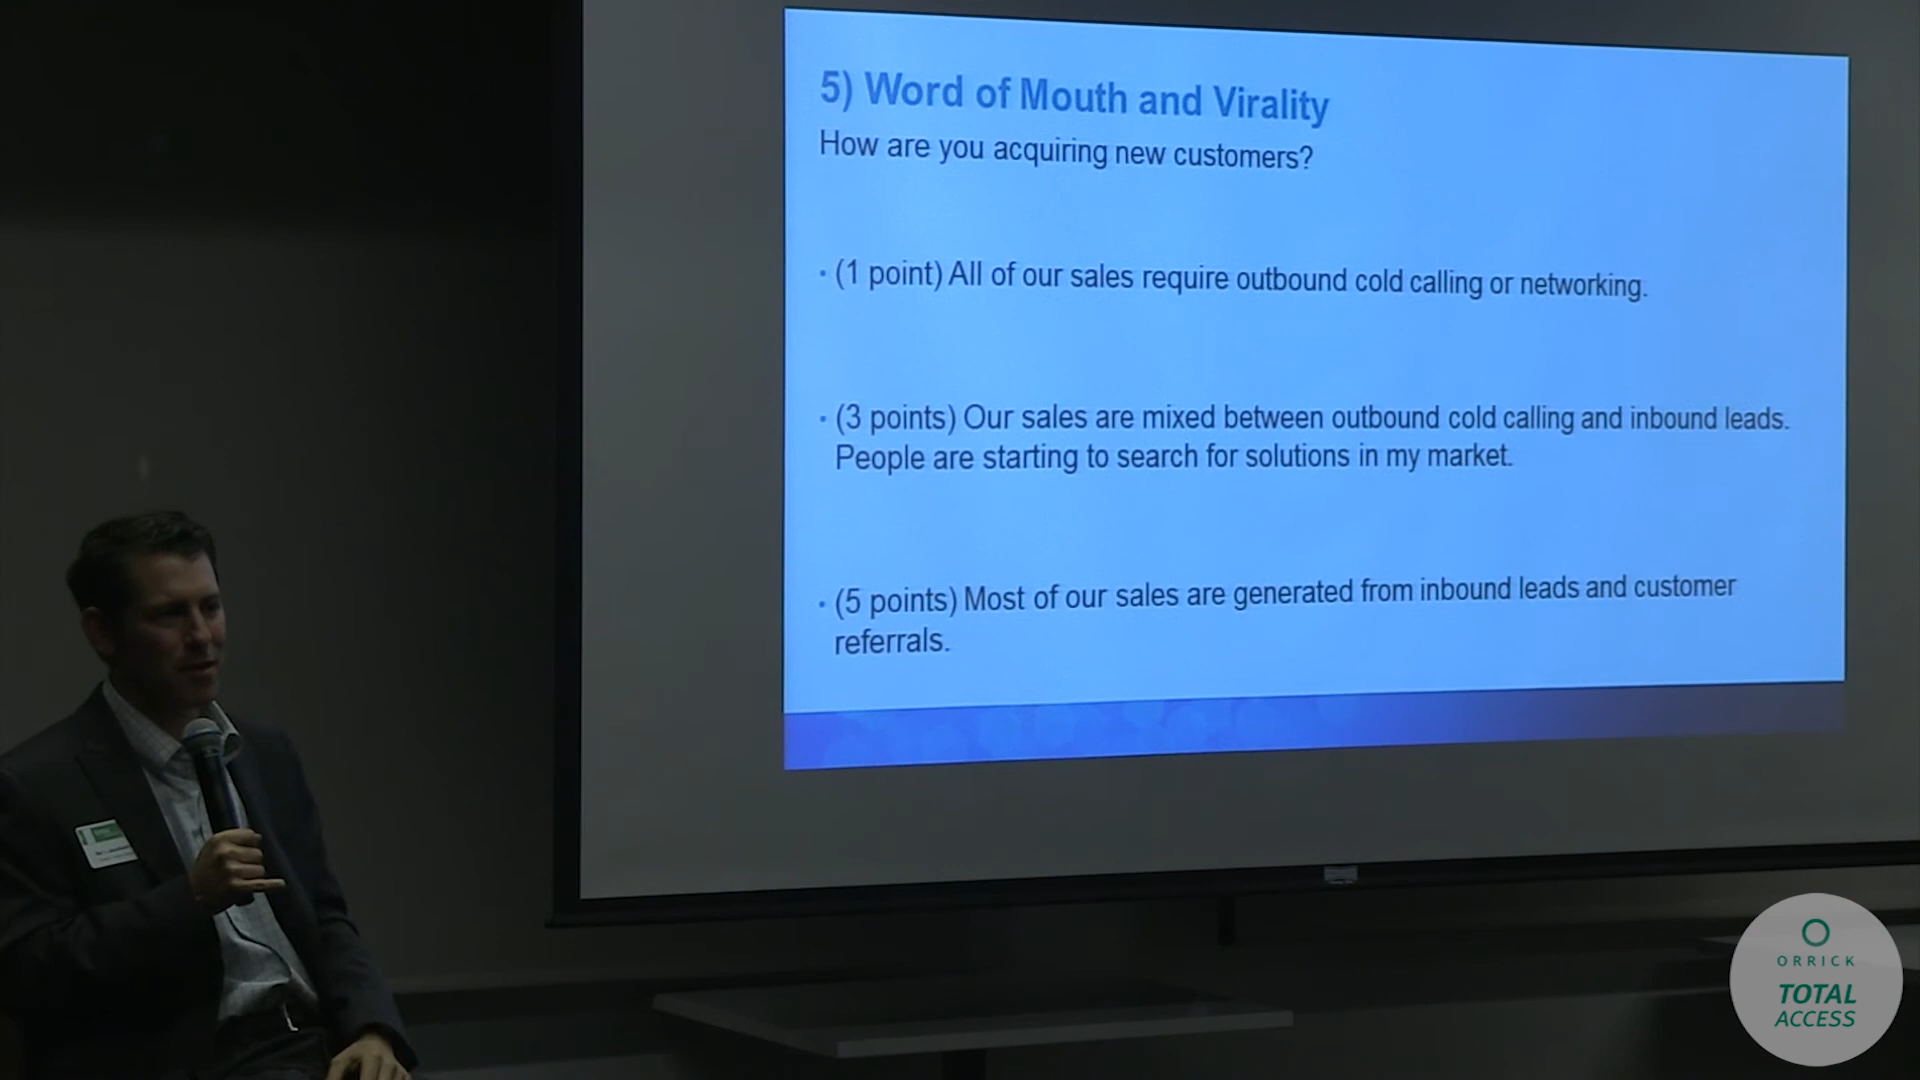 5) Word of Mouth and Virality
How are you acquiring new customers?
• (1 point) All of our sales require outbound cold calling or networking.
• (3 points) Our sales are mixed between outbound cold calling and inbound leads.
People are starting to search for solutions in my market.
• (5 points) Most of our sales are generated from inbound leads and customer
referrals.
ORRICK
TOTAL
ACCESS